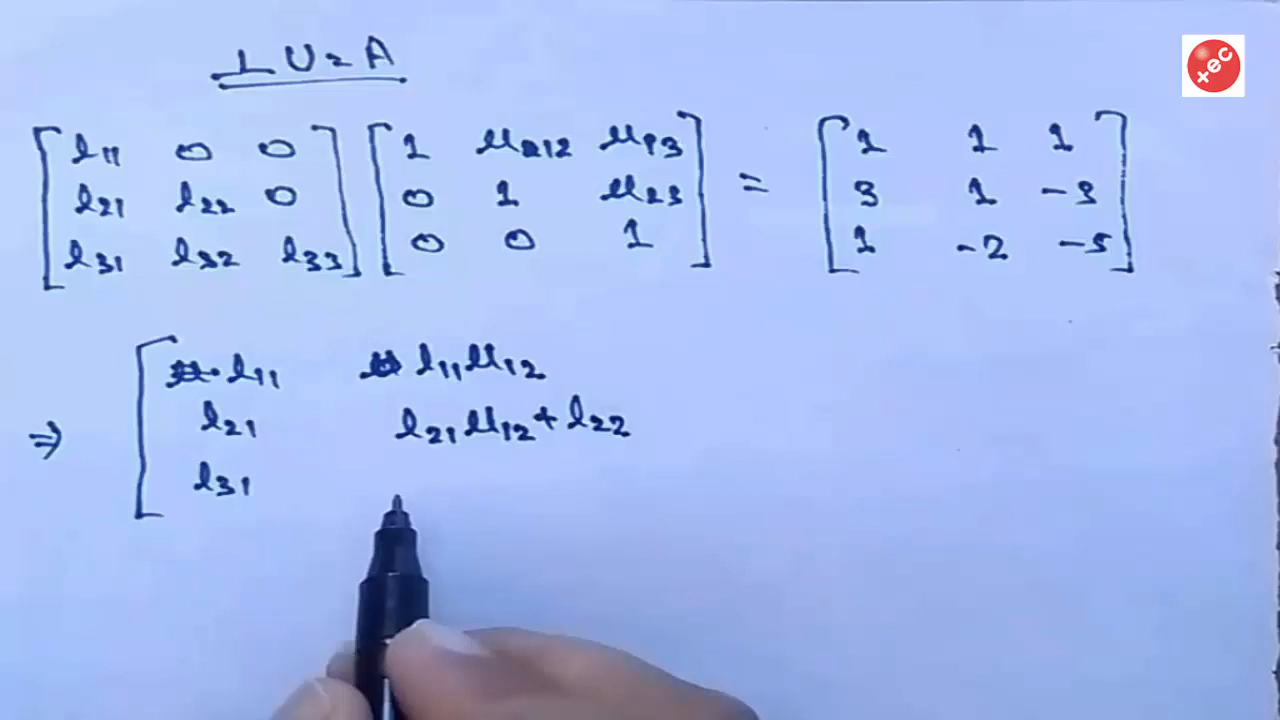 LU = A
[l11 0 0] [1 u12 u13] = [1 1 1]
[l21 l22 0] [0 1 u23] [3 1 -3]
[l31 l32 l33] [0 0 1] [1 -2 -5]
⇒ [l11 l11u12
l21 l21u12+l22
l31
xec